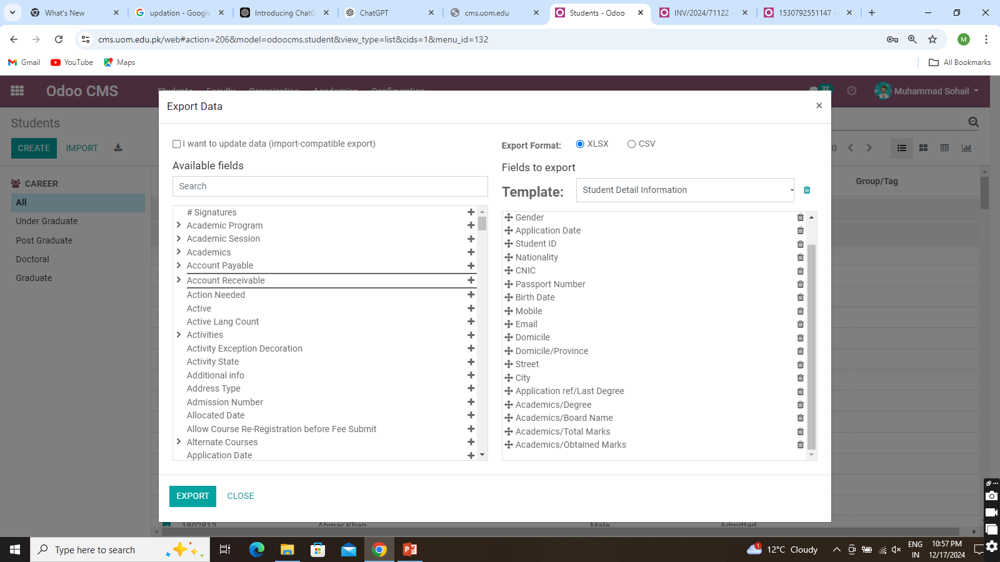 What's New
updation - Google
Introducing ChatG
ChatGPT
cms.uom.edu
Students - Odoo
INV/2024/71122 -
1530792551147 -
cms.uom.edu.pk/web#action=206&model=odoocms.student&view_type=list&cids=1&menu_id=132
M
Gmail
YouTube
Maps
All Bookmarks
Odoo CMS
Students
Faculty
Organization
Academics
Configuration
32
Muhammad Sohail
Export Data
×
Students
CREATE
IMPORT
0
CAREER
All
Under Graduate
Post Graduate
Doctoral
Graduate
Group/Tag
I want to update data (import-compatible export)
Export Format:
XLSX
CSV
Available fields
Search
Fields to export
Template:
Student Detail Information
# Signatures
Academic Program
Academic Session
Academics
Account Payable
Account Receivable
Action Needed
Active
Active Lang Count
Activities
Activity Exception Decoration
Activity State
Additional info
Address Type
Admission Number
Allocated Date
Allow Course Re-Registration before Fee Submit
Alternate Courses
Application Date
Gender
Application Date
Student ID
Nationality
CNIC
Passport Number
Birth Date
Mobile
Email
Domicile
Domicile/Province
Street
City
Application ref/Last Degree
Academics/Degree
Academics/Board Name
Academics/Total Marks
Academics/Obtained Marks
EXPORT
CLOSE
1802813
Ahmar Khan
Male
Admitted
Type here to search
1
12°C Cloudy
ENG
IN
10:57 PM
12/17/2024